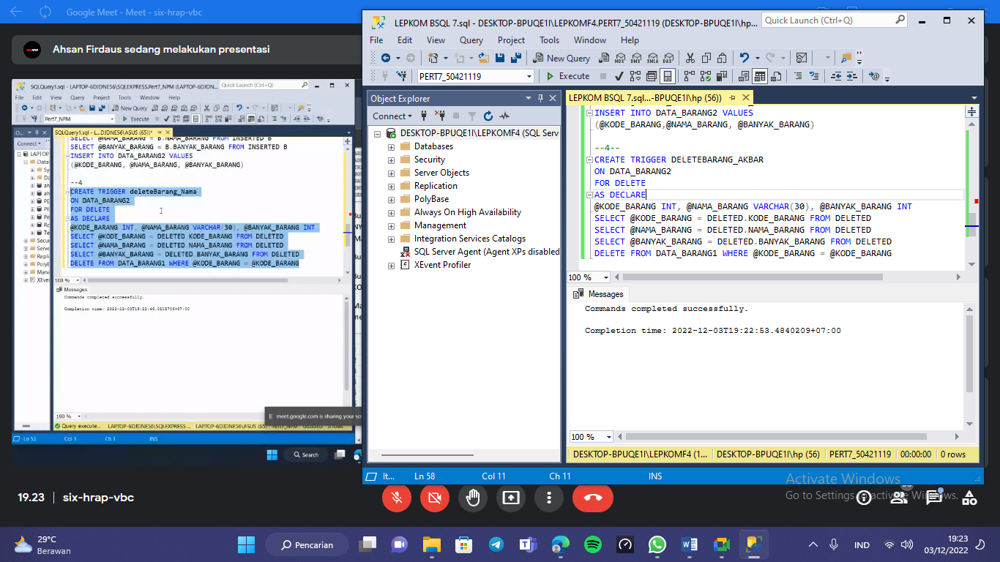 Google Meet - Meet - six-hrap-vbc
Ahsan Firdaus sedang melakukan presentasi
SQLQuery1.sql - LAPTOP-6DJDNE56\SQLEXPRESS.Pert7_NPM (LAPTOP-6DJDN...
Quick Launch (Ctrl+Q)
File Edit View Query Project Tools Window Help
New Query
Pert7_NPM
Execute
SQLQuery1.sql - L...DJDNE56\ASUS (65))*
Connect
SELECT @NAMA_BARANG = B.NAMA_BARANG FROM INSERTED B
SELECT @BANYAK_BARANG = B.BANYAK_BARANG FROM INSERTED B
INSERT INTO DATA_BARANG2 VALUES
(@KODE_BARANG, @NAMA_BARANG, @BANYAK_BARANG)
--4
CREATE TRIGGER deleteBarang_Nama
ON DATA_BARANG2
FOR DELETE
AS DECLARE
@KODE_BARANG INT, @NAMA_BARANG VARCHAR(30), @BANYAK_BARANG INT
SELECT @KODE_BARANG = DELETED.KODE_BARANG FROM DELETED
SELECT @NAMA_BARANG = DELETED.NAMA_BARANG FROM DELETED
SELECT @BANYAK_BARANG = DELETED.BANYAK_BARANG FROM DELETED
DELETE FROM DATA_BARANG1 WHERE @KODE_BARANG = @KODE_BARANG
100 %
Messages
Commands completed successfully.
Completion time: 2022-12-03T19:22:46.0515706+07:00
100 %
meet.google.com is sharing your scr
Query execute... LAPTOP-6DJDNE56\SQLEXPRESS ... LAPTOP-6DJDNE56\ASUS (65) Pert7_NPM 00:00:00 0 rows
Ln 53 Col 1 Ch 1 INS
Search
LEPKOM BSQL 7.sql - DESKTOP-BPUQE1I\LEPKOMF4.PERT7_50421119 (DESKTOP-BPUQE1I\hp...
Quick Launch (Ctrl+Q)
File Edit View Query Project Tools Window Help
New Query
MDX DMX XMLA DAX
PERT7_50421119
Execute
Object Explorer
Connect
DESKTOP-BPUQE1I\LEPKOMF4 (SQL Serv
Databases
Security
Server Objects
Replication
PolyBase
Always On High Availability
Management
Integration Services Catalogs
SQL Server Agent (Agent XPs disabled
XEvent Profiler
LEPKOM BSQL 7.sql...-BPUQE1I\hp (56))
INSERT INTO DATA_BARANG2 VALUES
(@KODE_BARANG,@NAMA_BARANG, @BANYAK_BARANG)
--4--
CREATE TRIGGER DELETEBARANG_AKBAR
ON DATA_BARANG2
FOR DELETE
AS DECLARE
@KODE_BARANG INT, @NAMA_BARANG VARCHAR(30), @BANYAK_BARANG INT
SELECT @KODE_BARANG = DELETED.KODE_BARANG FROM DELETED
SELECT @NAMA_BARANG = DELETED.NAMA_BARANG FROM DELETED
SELECT @BANYAK_BARANG = DELETED.BANYAK_BARANG FROM DELETED
DELETE FROM DATA_BARANG1 WHERE @KODE_BARANG = @KODE_BARANG
100 %
Messages
Commands completed successfully.
Completion time: 2022-12-03T19:22:53.4840209+07:00
100 %
DESKTOP-BPUQE1I\LEPKOMF4 (1... DESKTOP-BPUQE1I\hp (56) PERT7_50421119 00:00:00 0 rows
It... Ln 58 Col 11 Ch 11 INS
Activate Windows
Go to Settings to activate Windows.
19.23 six-hrap-vbc
29°C
Berawan
Pencarian
IND
19:23
03/12/2022